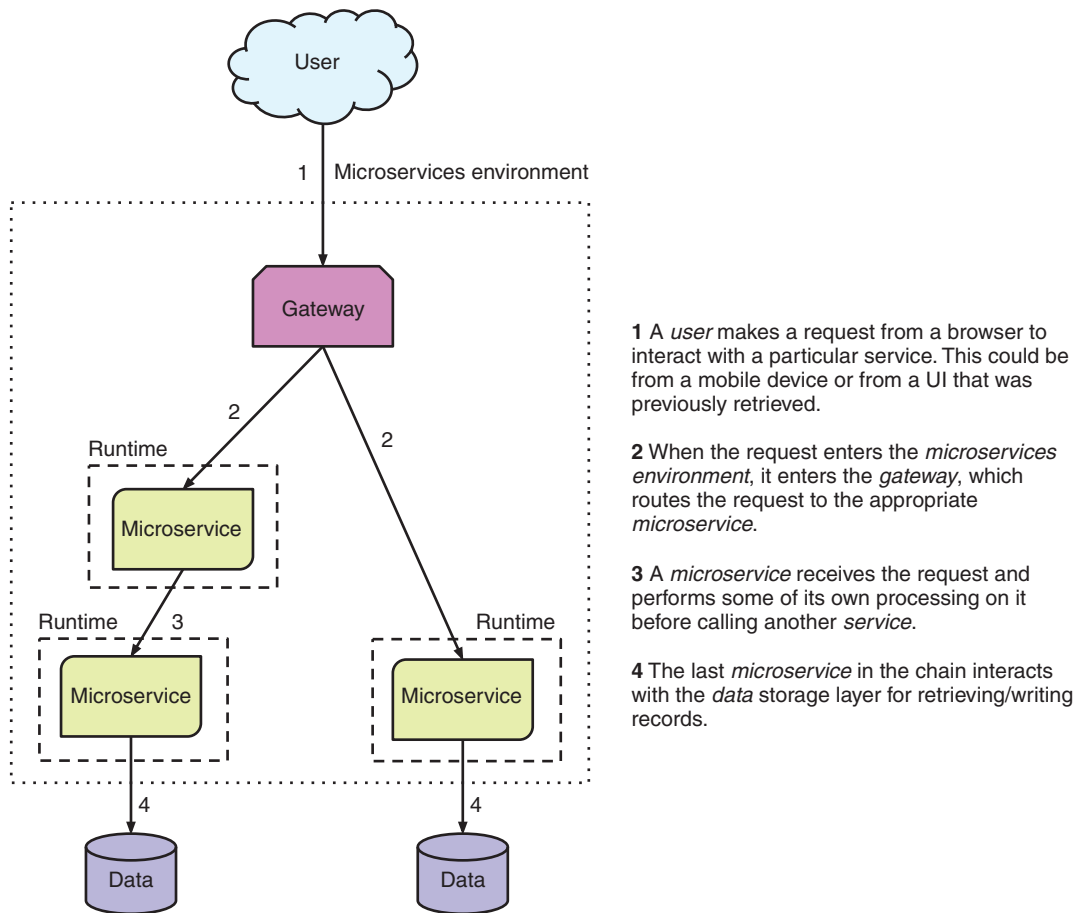 User
1
Microservices environment
Gateway
2
2
Runtime
Microservice
Runtime
3
Microservice
Runtime
Microservice
4
4
Data
Data
1 A user makes a request from a browser to
interact with a particular service. This could be
from a mobile device or from a UI that was
previously retrieved.
2 When the request enters the microservices
environment, it enters the gateway, which
routes the request to the appropriate
microservice.
3 A microservice receives the request and
performs some of its own processing on it
before calling another service.
4 The last microservice in the chain interacts
with the data storage layer for retrieving/writing
records.